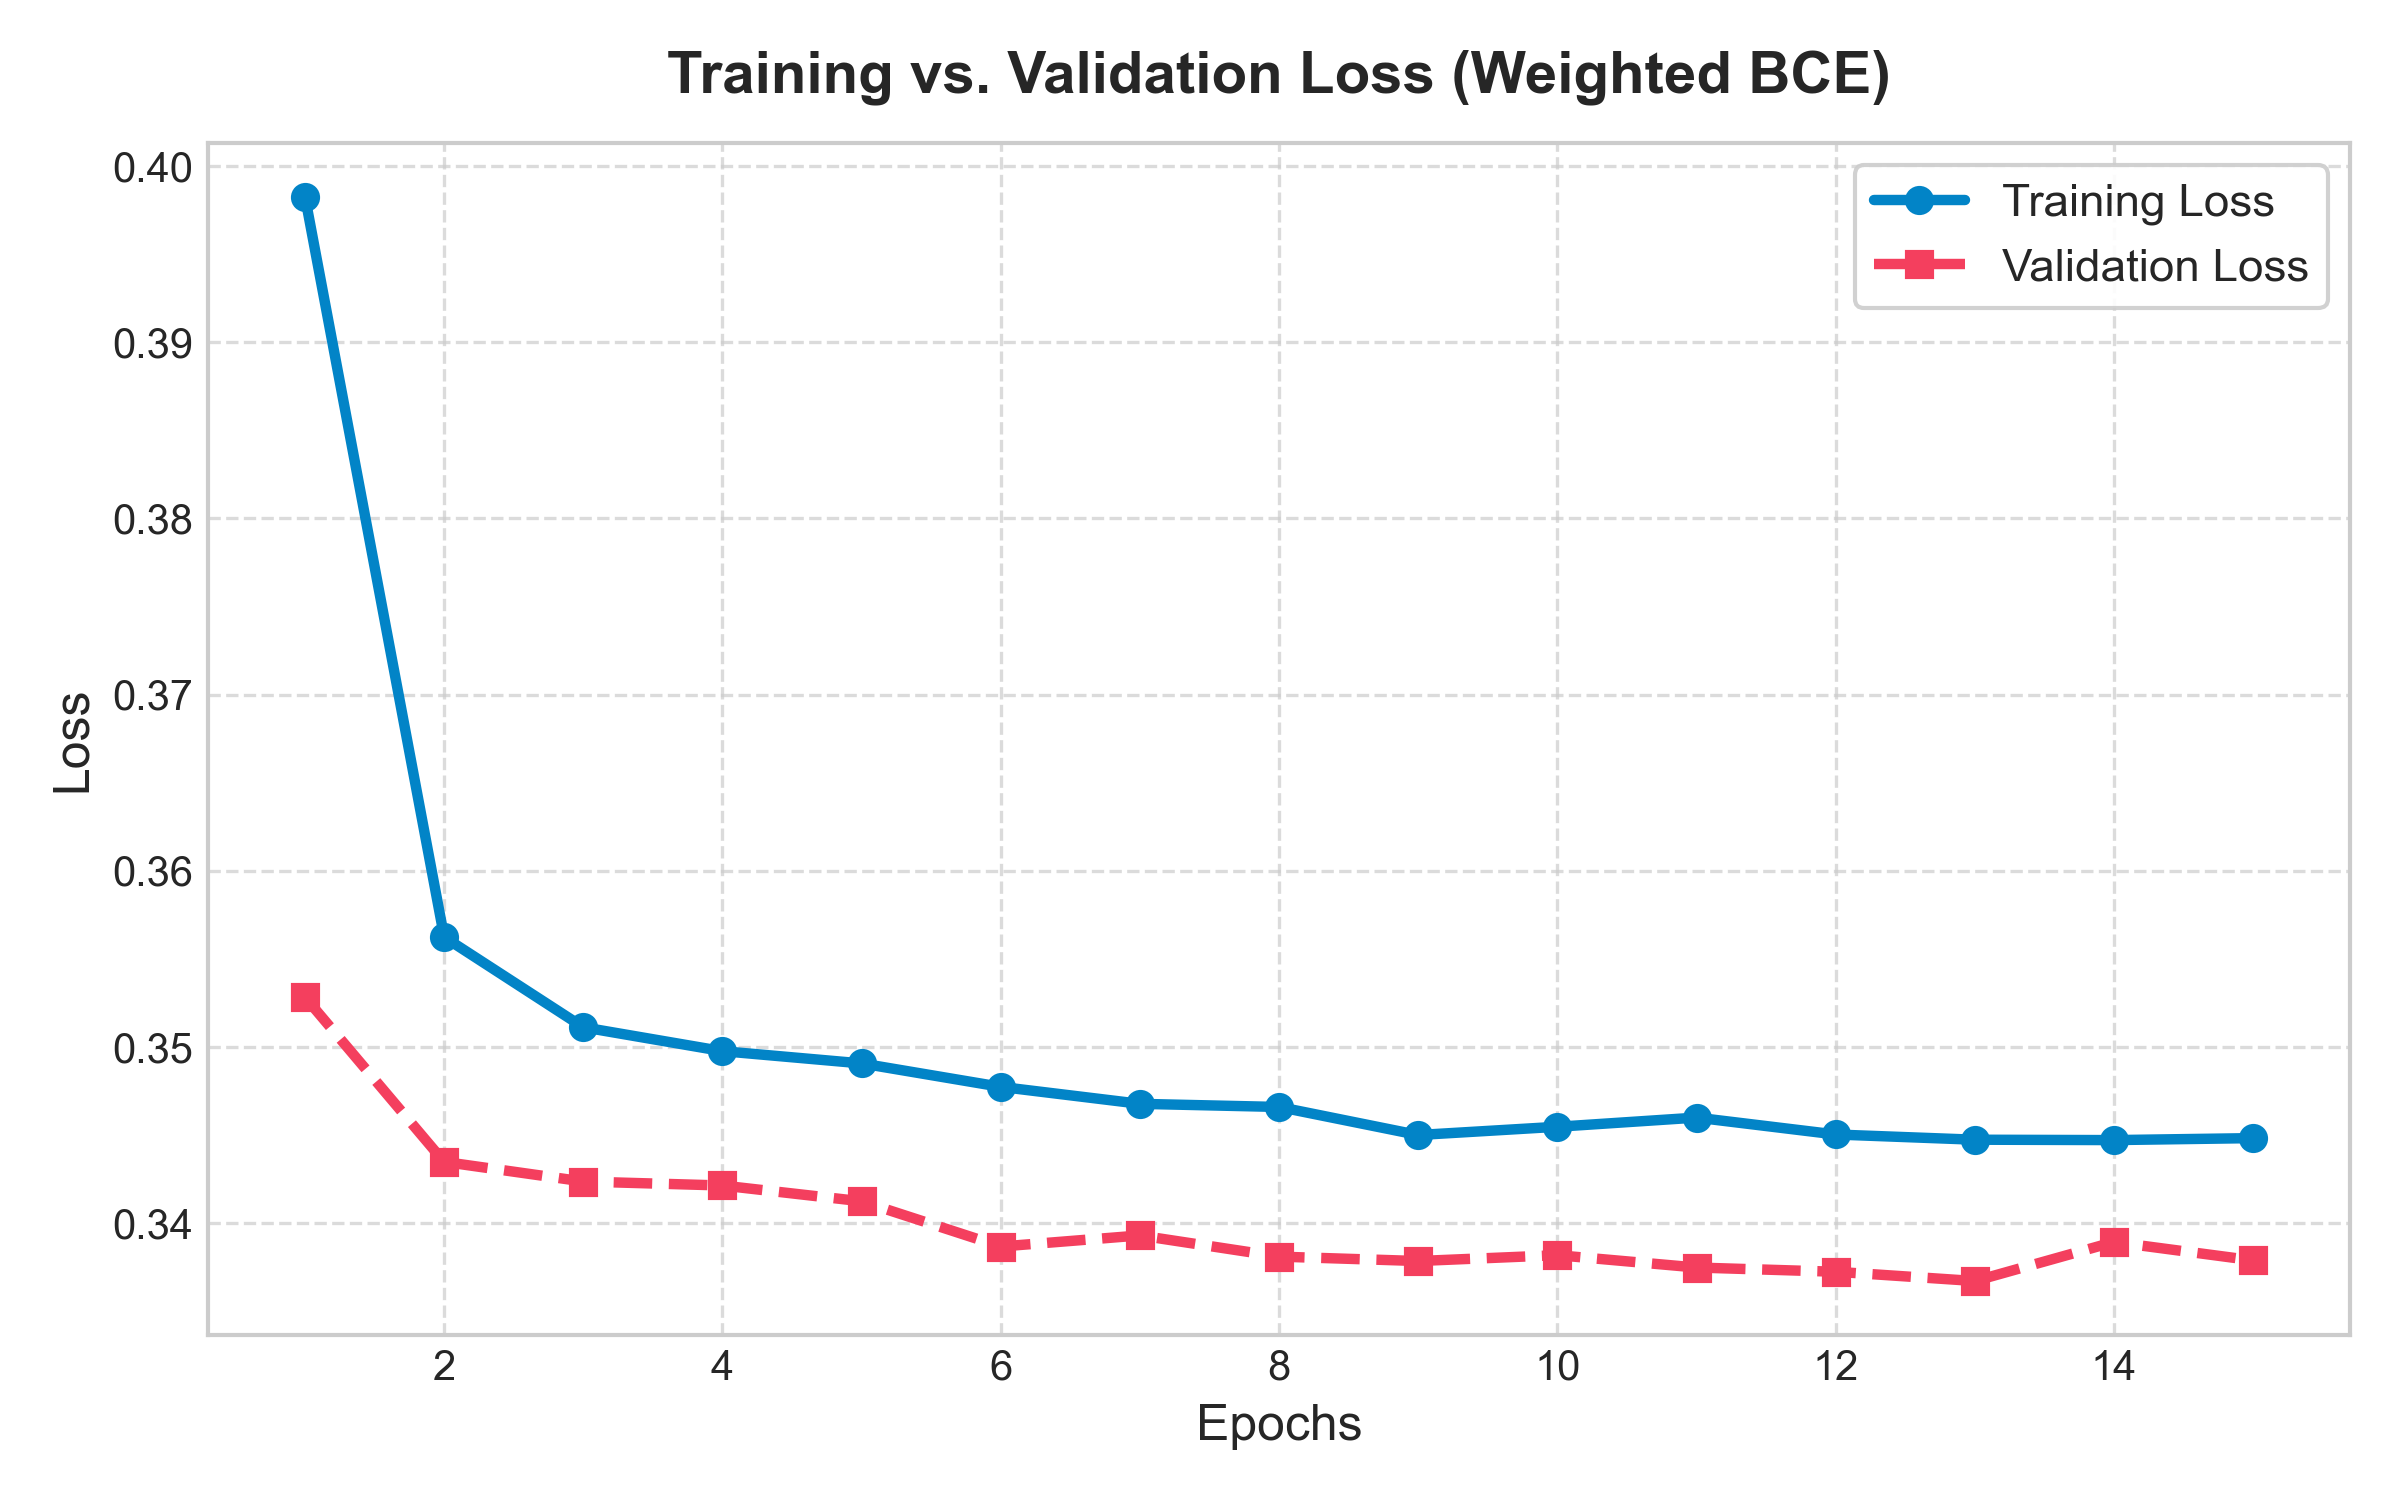 Training vs. Validation Loss (Weighted BCE)
Training Loss
Validation Loss
0.40
0.39
0.38
0.37
0.36
0.35
0.34
Loss
2 4 6 8 10 12 14
Epochs